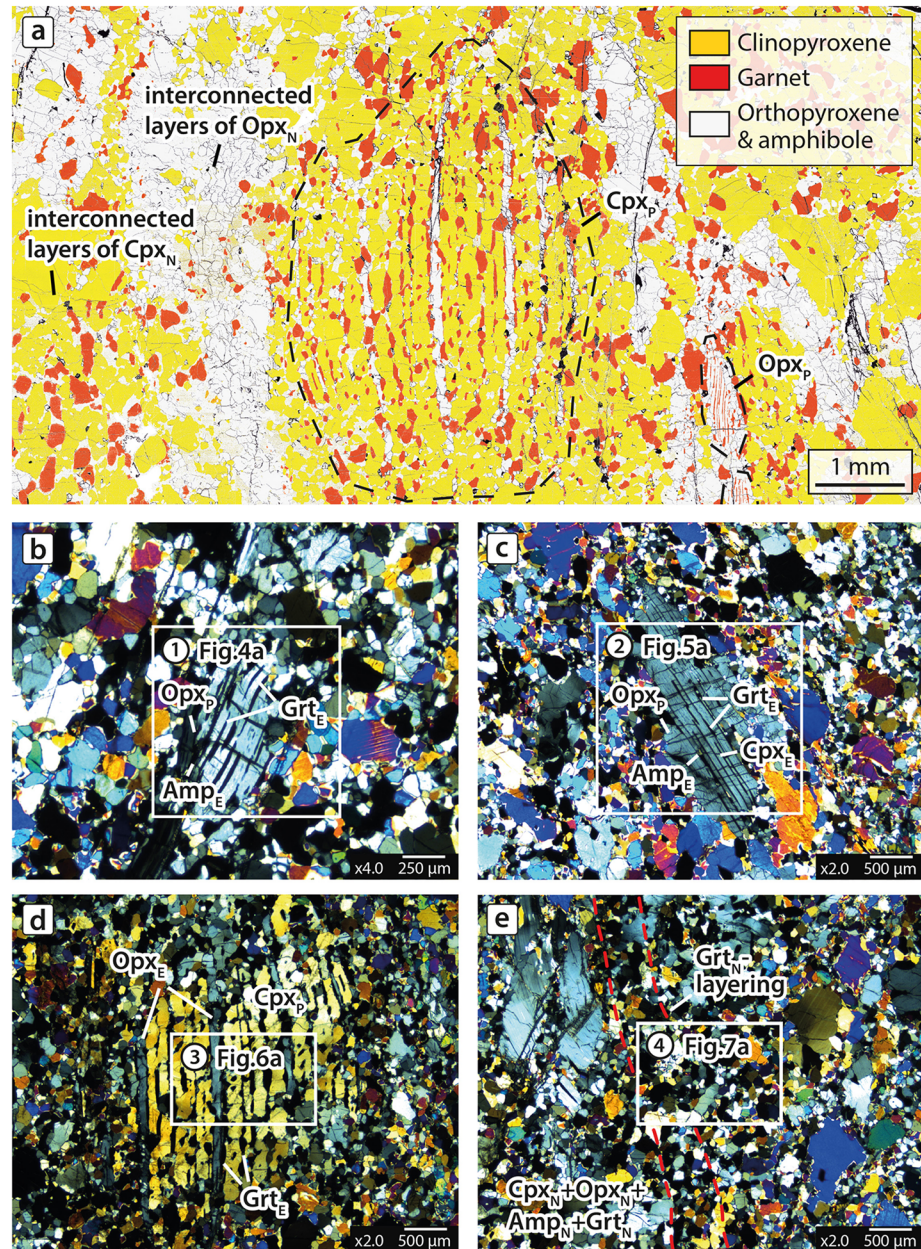 a
Clinopyroxene
Garnet
Orthopyroxene
& amphibole
interconnected
layers of OpxN
interconnected
layers of CpxN
CpxP
OpxP
1 mm
b
① Fig.4a
OpxP
GrtE
AmpE
x4.0 250 µm
c
② Fig.5a
OpxP
GrtE
CpxE
AmpE
x2.0 500 µm
d
OpxE
CpxP
③ Fig.6a
GrtE
x2.0 500 µm
e
GrtN-
layering
④ Fig.7a
CpxN+OpxN+
AmpN+GrtN
x2.0 500 µm